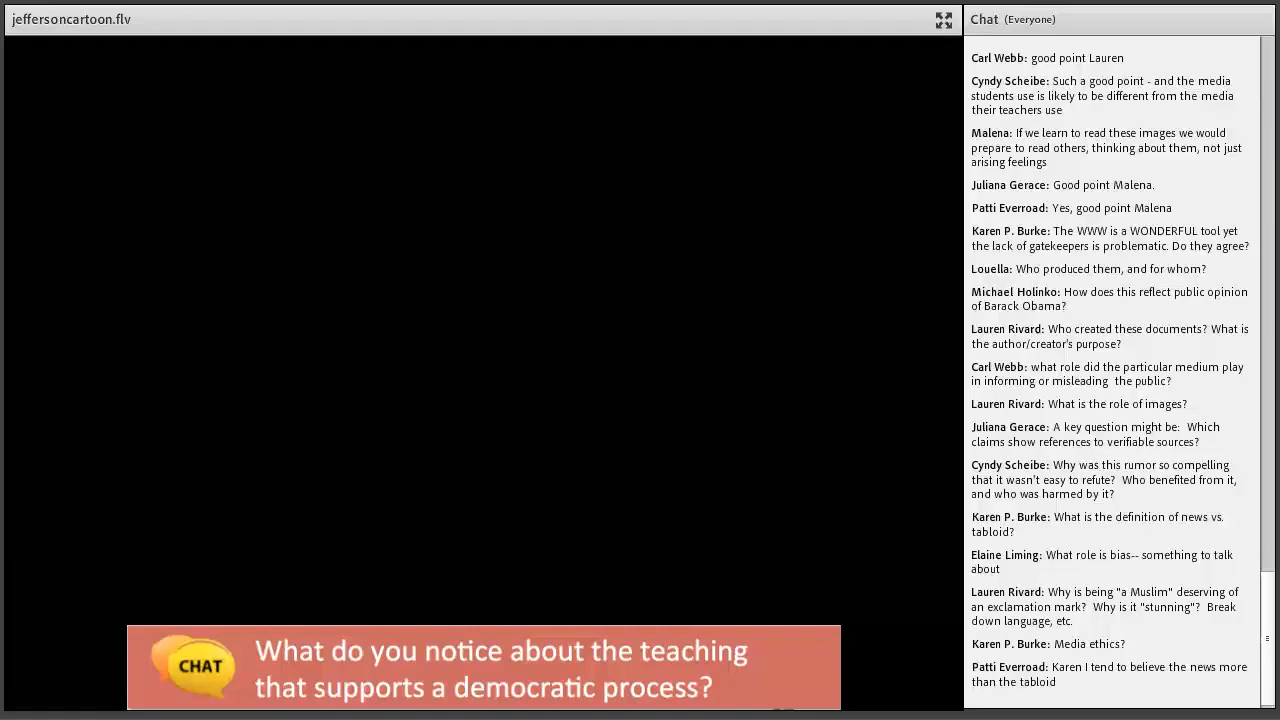 jeffersoncartoon.flv
Chat (Everyone)
Carl Webb: good point Lauren
Cyndy Scheibe: Such a good point - and the media
students use is likely to be different from the media
their teachers use
Malena: If we learn to read these images we would
prepare to read others, thinking about them, not just
arising feelings
Juliana Gerace: Good point Malena.
Patti Everroad: Yes, good point Malena
Karen P. Burke: The WWW is a WONDERFUL tool yet
the lack of gatekeepers is problematic. Do they agree?
Louella: Who produced them, and for whom?
Michael Holinko: How does this reflect public opinion
of Barack Obama?
Lauren Rivard: Who created these documents? What is
the author/creator's purpose?
Carl Webb: what role did the particular medium play
in informing or misleading the public?
Lauren Rivard: What is the role of images?
Juliana Gerace: A key question might be: Which
claims show references to verifiable sources?
Cyndy Scheibe: Why was this rumor so compelling
that it wasn't easy to refute? Who benefited from it,
and who was harmed by it?
Karen P. Burke: What is the definition of news vs.
tabloid?
Elaine Liming: What role is bias-- something to talk
about
Lauren Rivard: Why is being "a Muslim" deserving of
an exclamation mark? Why is it "stunning"? Break
down language, etc.
Karen P. Burke: Media ethics?
Patti Everroad: Karen I tend to believe the news more
than the tabloid
CHAT
What do you notice about the teaching
that supports a democratic process?